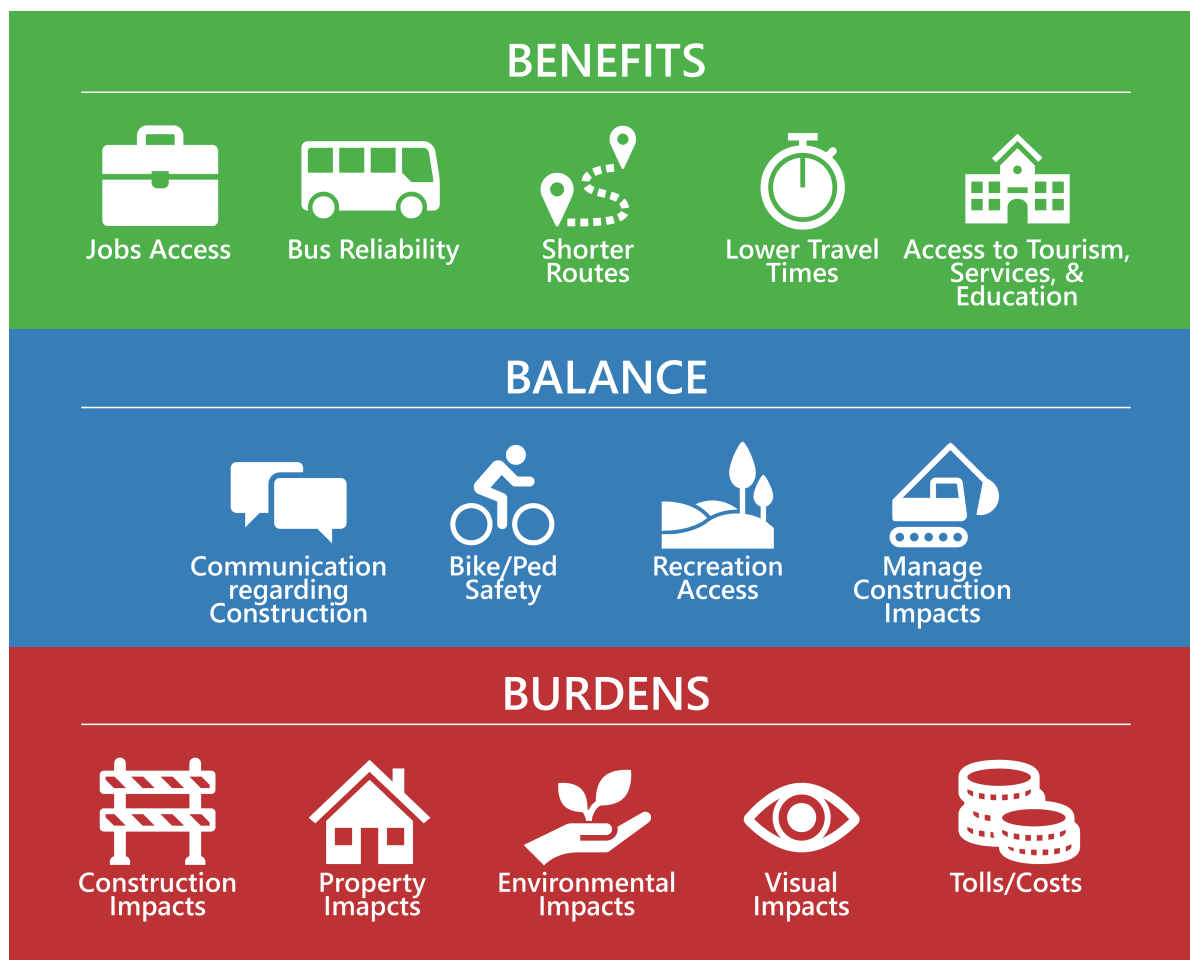 BENEFITS
Jobs Access
Bus Reliability
Shorter
Routes
Lower Travel
Times
Access to Tourism,
Services, &
Education
BALANCE
Communication
regarding
Construction
Bike/Ped
Safety
Recreation
Access
Manage
Construction
Impacts
BURDENS
Construction
Impacts
Property
Imapcts
Environmental
Impacts
Visual
Impacts
Tolls/Costs